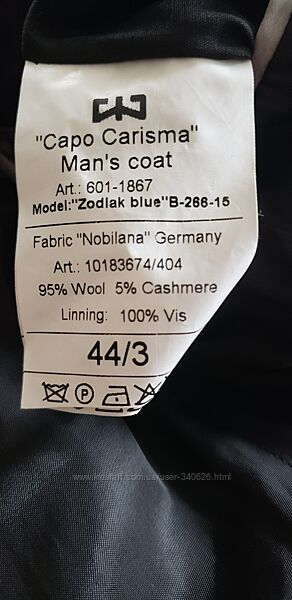 "Capo Carisma"
Man's coat
Art.: 601-1867
Model:"Zodiak blue"B-266-15
Fabric "Nobilana" Germany
Art.: 10183674/404
95% Wool 5% Cashmere
Linning: 100% Vis
44/3
P